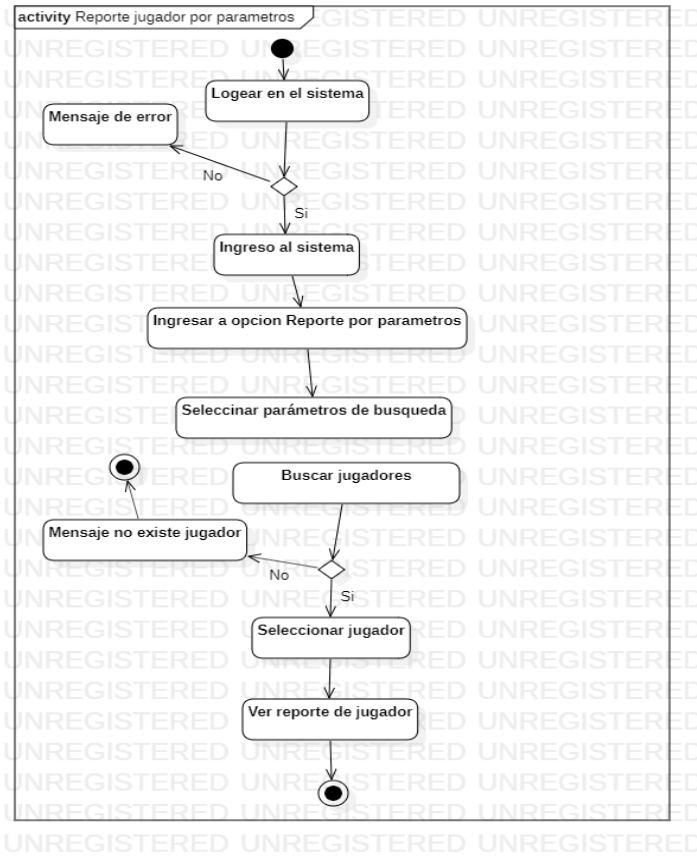 activity Reporte jugador por parametros
Logear en el sistema
Mensaje de error
No
Si
Ingreso al sistema
Ingresar a opcion Reporte por parametros
Seleccinar parámetros de busqueda
Buscar jugadores
Mensaje no existe jugador
No
Si
Seleccionar jugador
Ver reporte de jugador
UNREGISTERED